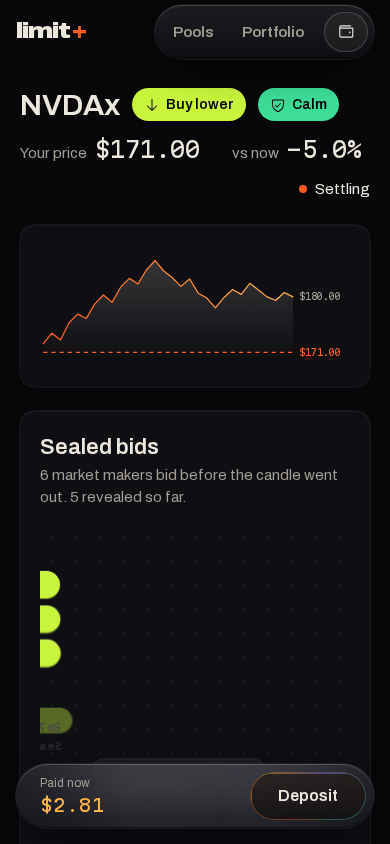 limit+
Pools Portfolio
NVDAx Buy lower Calm
Your price $171.00 vs now −5.0%
Settling
$180.00
$171.00
Sealed bids
6 market makers bid before the candle went
out. 5 revealed so far.
Paid now
$2.81
Deposit